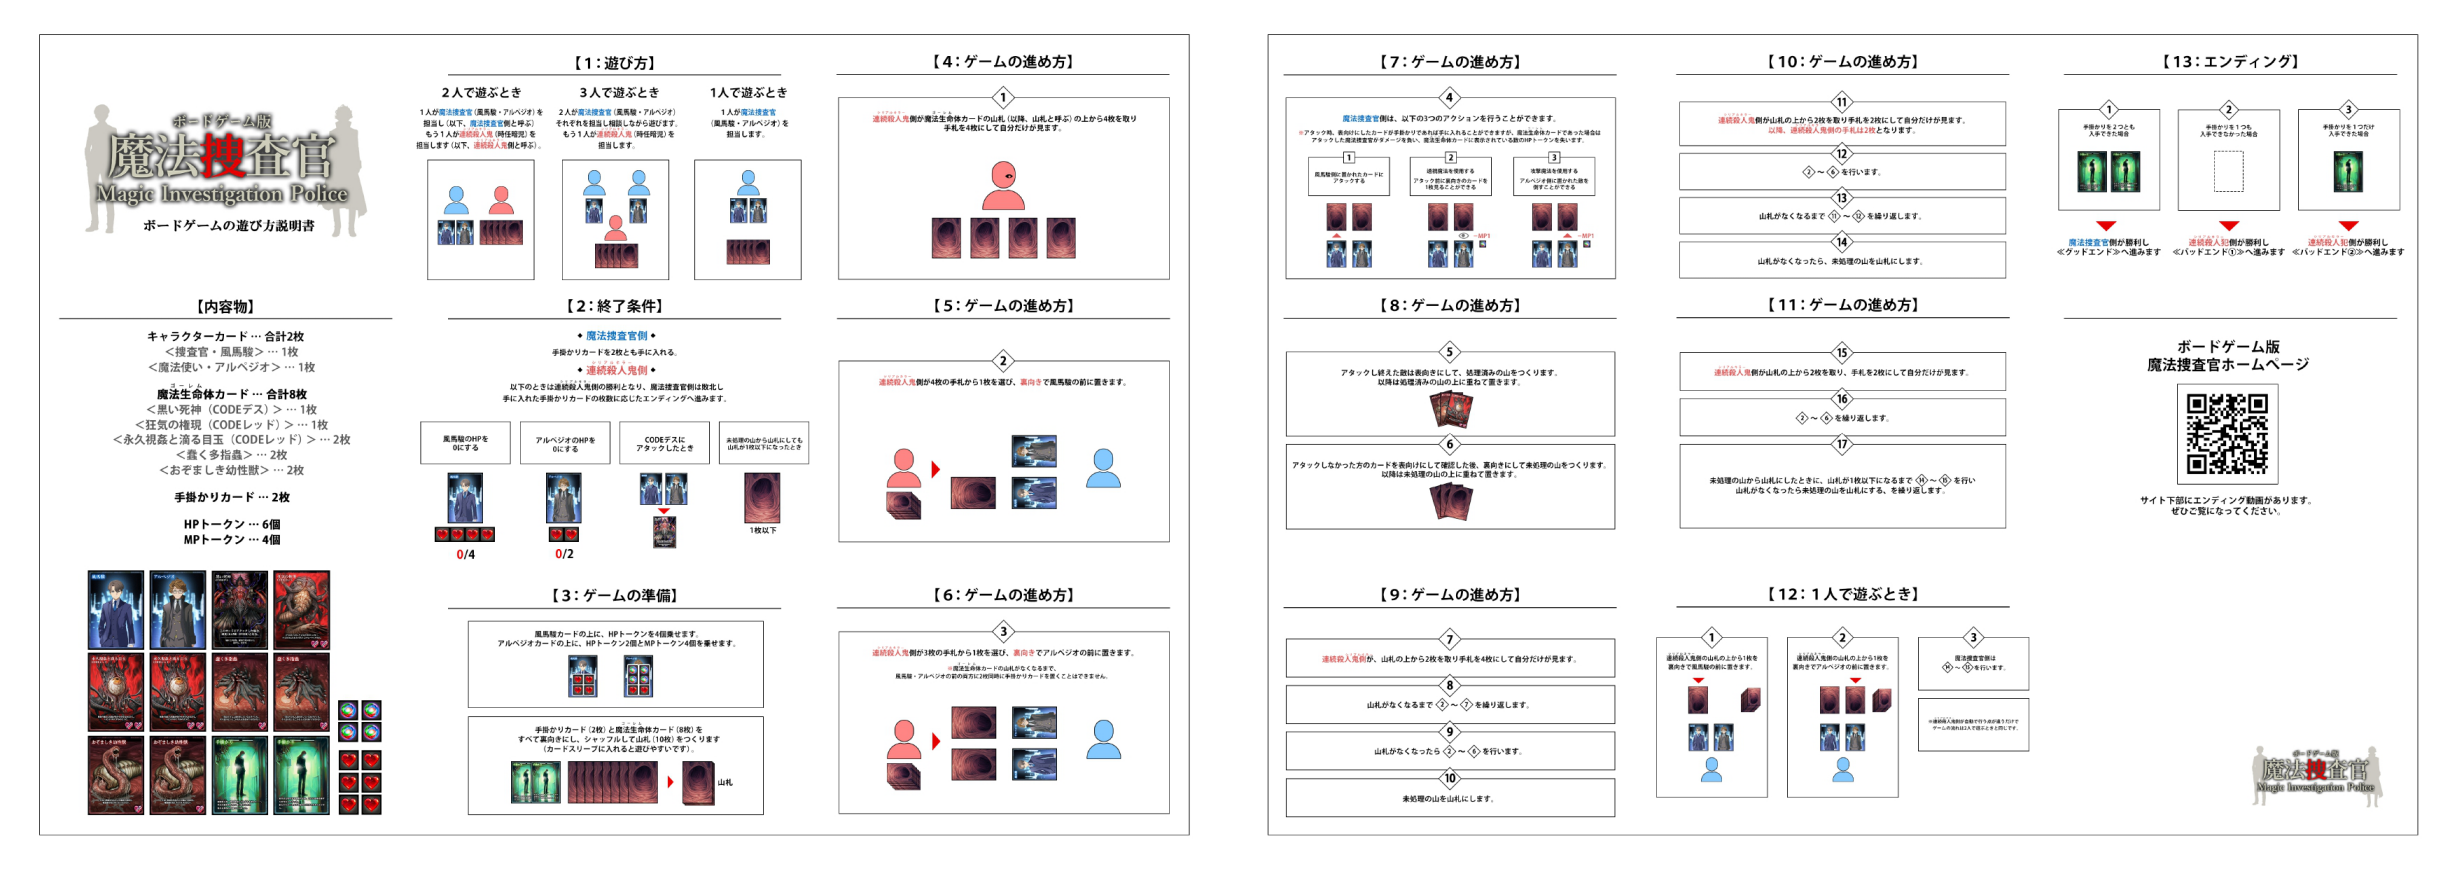 ボードゲーム版
魔法捜査官
Magic Investigation Police
ボードゲームの遊び方説明書
【内容物】
キャラクターカード … 合計2枚
＜捜査官・風馬駿＞ … 1枚
＜魔法使い・アルペジオ＞ … 1枚
ゴーレム
魔法生命体カード … 合計8枚
＜黒い死神（CODEデス）＞ … 1枚
＜狂気の権現（CODEレッド）＞ … 1枚
＜永久視姦と滴る目玉（CODEレッド）＞ … 2枚
＜蠢く多指蟲＞ … 2枚
＜おぞましき幼性獣＞ … 2枚
手掛かりカード … 2枚
HPトークン … 6個
MPトークン … 4個
【1：遊び方】
2人で遊ぶとき
1人が魔法捜査官（風馬駿・アルペジオ）を
担当し（以下、魔法捜査官側と呼ぶ）
もう1人が連続殺人鬼（時任暗児）を
担当します（以下、連続殺人鬼側と呼ぶ）。
3人で遊ぶとき
2人が魔法捜査官（風馬駿・アルペジオ）
それぞれを担当し相談しながら遊びます。
もう1人が連続殺人鬼（時任暗児）を
担当します。
1人で遊ぶとき
1人が魔法捜査官
（風馬駿・アルペジオ）を
担当します。
【2：終了条件】
◆ 魔法捜査官側 ◆
手掛かりカードを2枚とも手に入れる。
シリアルキラー
◆ 連続殺人鬼側 ◆
以下のときは連続殺人鬼側の勝利となり、魔法捜査官側は敗北し
手に入れた手掛かりカードの枚数に応じたエンディングへ進みます。
風馬駿のHPを
0にする
0/4
アルペジオのHPを
0にする
0/2
CODEデスに
アタックしたとき
未処理の山から山札にしても
山札が1枚以下になったとき
1枚以下
【3：ゲームの準備】
風馬駿カードの上に、HPトークンを4個乗せます。
アルペジオカードの上に、HPトークン2個とMPトークン4個を乗せます。
ゴーレム
手掛かりカード（2枚）と魔法生命体カード（8枚）を
すべて裏向きにし、シャッフルして山札（10枚）をつくります
（カードスリーブに入れると遊びやすいです）。
山札
【4：ゲームの進め方】
1
連続殺人鬼側が魔法生命体カードの山札（以降、山札と呼ぶ）の上から4枚を取り
手札を4枚にして自分だけが見ます。
【5：ゲームの進め方】
2
連続殺人鬼側が4枚の手札から1枚を選び、裏向きで風馬駿の前に置きます。
【6：ゲームの進め方】
3
連続殺人鬼側が3枚の手札から1枚を選び、裏向きでアルペジオの前に置きます。
※魔法生命体カードの山札がなくなるまで、
風馬駿・アルペジオの前の両方に2枚同時に手掛かりカードを置くことはできません。
【7：ゲームの進め方】
4
魔法捜査官側は、以下の3つのアクションを行うことができます。
※アタック時、表向けにしたカードが手掛かりであれば手に入れることができますが、魔法生命体カードであった場合は
アタックした魔法捜査官がダメージを負い、魔法生命体カードに表示されている数のHPトークンを失います。
1
風馬駿側に置かれたカードに
アタックする
2
透視魔法を使用する
アタック前に裏向きのカードを
1枚見ることができる
−MP1
3
攻撃魔法を使用する
アルペジオ側に置かれた敵を
倒すことができる
−MP1
【8：ゲームの進め方】
5
アタックし終えた敵は表向きにして、処理済みの山をつくります。
以降は処理済みの山の上に重ねて置きます。
6
アタックしなかった方のカードを表向けにして確認した後、裏向きにして未処理の山をつくります。
以降は未処理の山の上に重ねて置きます。
【9：ゲームの進め方】
7
連続殺人鬼側が、山札の上から2枚を取り手札を4枚にして自分だけが見ます。
8
山札がなくなるまで ② ～ ⑦ を繰り返します。
9
山札がなくなったら ② ～ ⑥ を行います。
10
未処理の山を山札にします。
【10：ゲームの進め方】
11
連続殺人鬼側が山札の上から2枚を取り手札を2枚にして自分だけが見ます。
以降、連続殺人鬼側の手札は2枚となります。
12
② ～ ⑥ を行います。
13
山札がなくなるまで ⑪ ～ ⑫ を繰り返します。
14
山札がなくなったら、未処理の山を山札にします。
【11：ゲームの進め方】
15
連続殺人鬼側が山札の上から2枚を取り、手札を2枚にして自分だけが見ます。
16
② ～ ⑥ を繰り返します。
17
未処理の山から山札にしたときに、山札が1枚以下になるまで ⑭ ～ ⑮ を行い
山札がなくなったら未処理の山を山札にする、を繰り返します。
【12：1人で遊ぶとき】
1
連続殺人鬼側の山札の上から1枚を
裏向きで風馬駿の前に置きます。
2
連続殺人鬼側の山札の上から1枚を
裏向きでアルペジオの前に置きます。
3
魔法捜査官側は
を行います。
※連続殺人鬼側が自動で行う点が違うだけで
ゲームの流れは2人で遊ぶときと同じです。
【13：エンディング】
1
手掛かりを2つとも
入手できた場合
魔法捜査官側が勝利し
≪グッドエンド≫へ進みます
2
手掛かりを1つも
入手できなかった場合
連続殺人犯側が勝利し
≪バッドエンド①≫へ進みます
3
手掛かりを1つだけ
入手できた場合
連続殺人犯側が勝利し
≪バッドエンド②≫へ進みます
ボードゲーム版
魔法捜査官ホームページ
サイト下部にエンディング動画があります。
ぜひご覧になってください。
ボードゲーム版
魔法捜査官
Magic Investigation Police